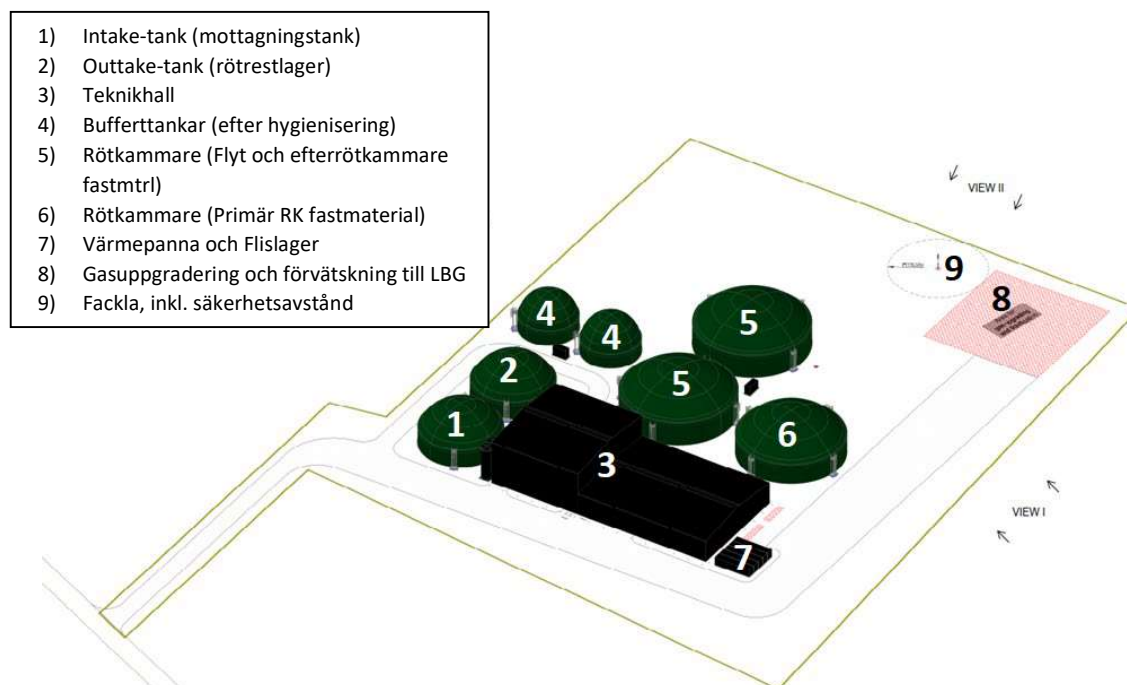 1) Intake-tank (mottagningstank)
2) Outtake-tank (rötrestlager)
3) Teknikhall
4) Bufferttankar (efter hygienisering)
5) Rötkammare (Flyt och efterrötkammare
fastmtrl)
6) Rötkammare (Primär RK fastmaterial)
7) Värmepanna och Flislager
8) Gasuppgradering och förvätskning till LBG
9) Fackla, inkl. säkerhetsavstånd
VIEW II
9
8
4
4
5
2
5
1
6
3
VIEW I
7